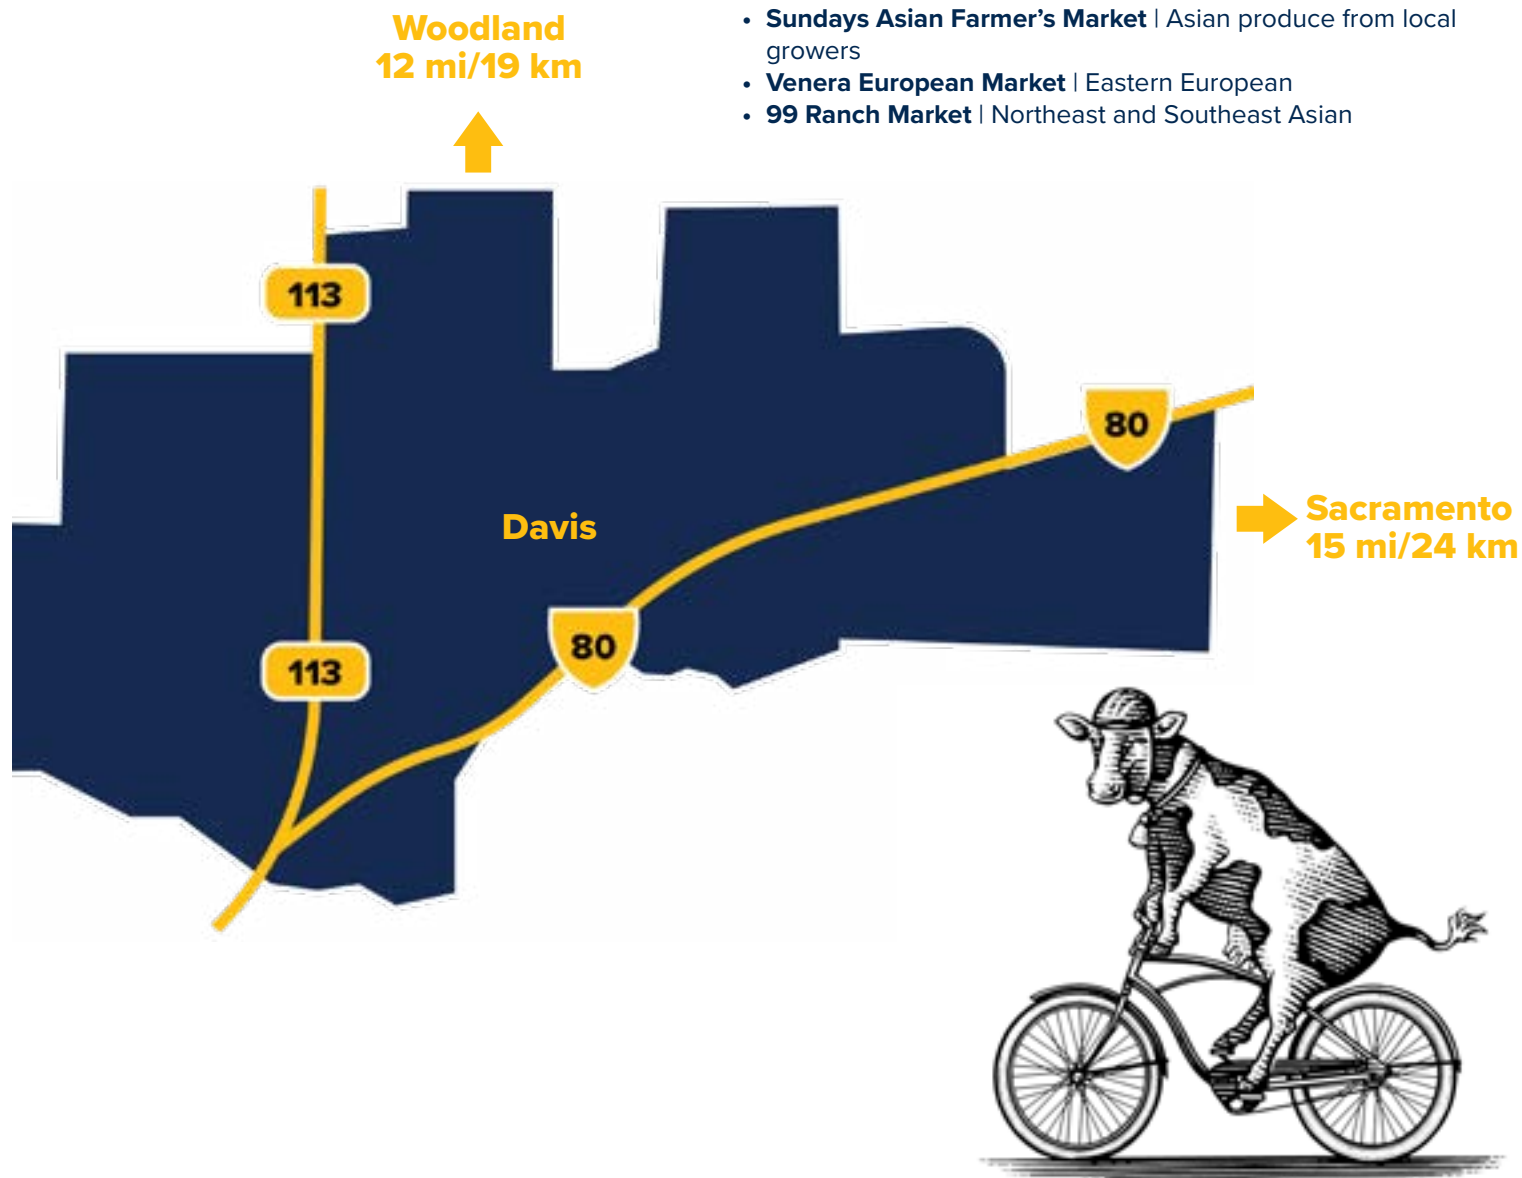 Woodland
12 mi/19 km
• Sundays Asian Farmer’s Market | Asian produce from local
growers
• Venera European Market | Eastern European
• 99 Ranch Market | Northeast and Southeast Asian
113
80
Sacramento
15 mi/24 km
Davis
80
113